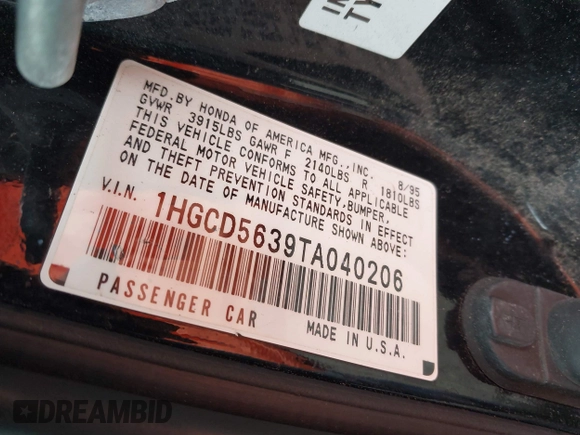 IN
TY
MFD. BY HONDA OF AMERICA MFG., INC. 8/95
GVWR 3915LBS GAWR F 2140LBS R 1810LBS
THIS VEHICLE CONFORMS TO ALL APPLICABLE
FEDERAL MOTOR VEHICLE SAFETY, BUMPER,
AND THEFT PREVENTION STANDARDS IN EFFECT
ON THE DATE OF MANUFACTURE SHOWN ABOVE:
V.I.N. 1HGCD5639TA040206
PASSENGER CAR MADE IN U.S.A.
DREAMBID